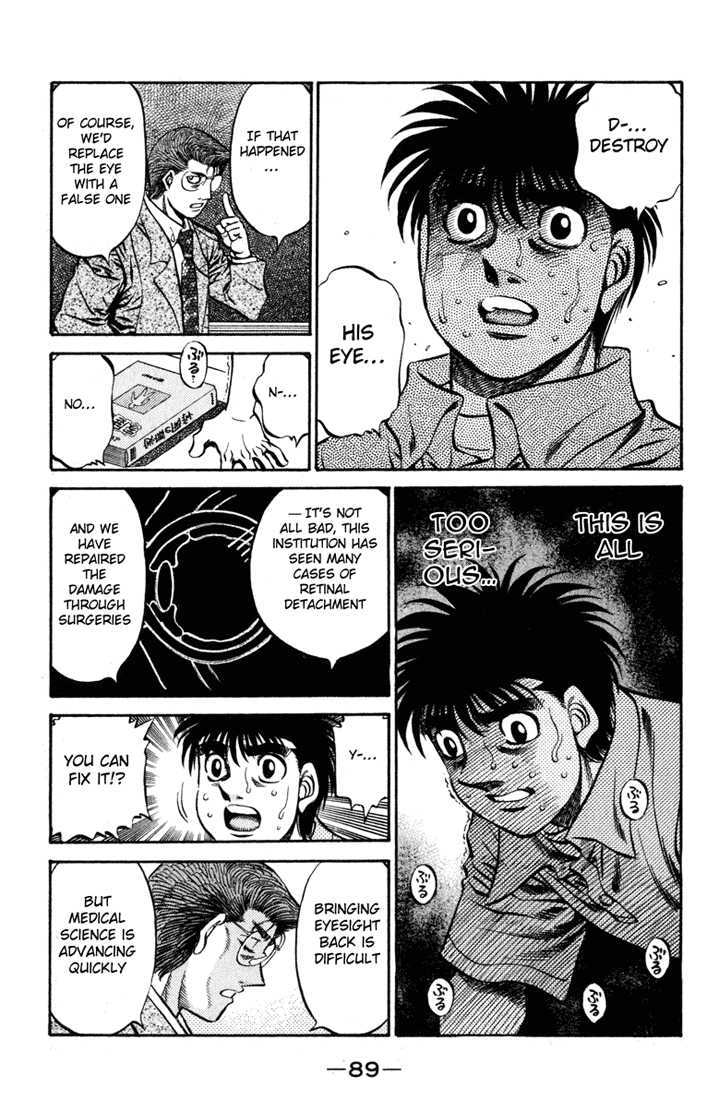 D-...
DESTROY
HIS
EYE...
IF THAT
HAPPENED
...
OF COURSE,
WE'D
REPLACE
THE EYE
WITH A
FALSE ONE
N-...
ぶる?
NO...
THIS IS
ALL
TOO
SERI-
OUS...
ぶる
ぶる
ぶる
ぶる
ぶる
— IT'S NOT
ALL BAD, THIS
INSTITUTION HAS
SEEN MANY
CASES OF
RETINAL
DETACHMENT
AND WE
HAVE
REPAIRED
THE
DAMAGE
THROUGH
SURGERIES
Y-...
YOU CAN
FIX IT!?
BRINGING
EYESIGHT
BACK IS
DIFFICULT
BUT
MEDICAL
SCIENCE IS
ADVANCING
QUICKLY
—89—